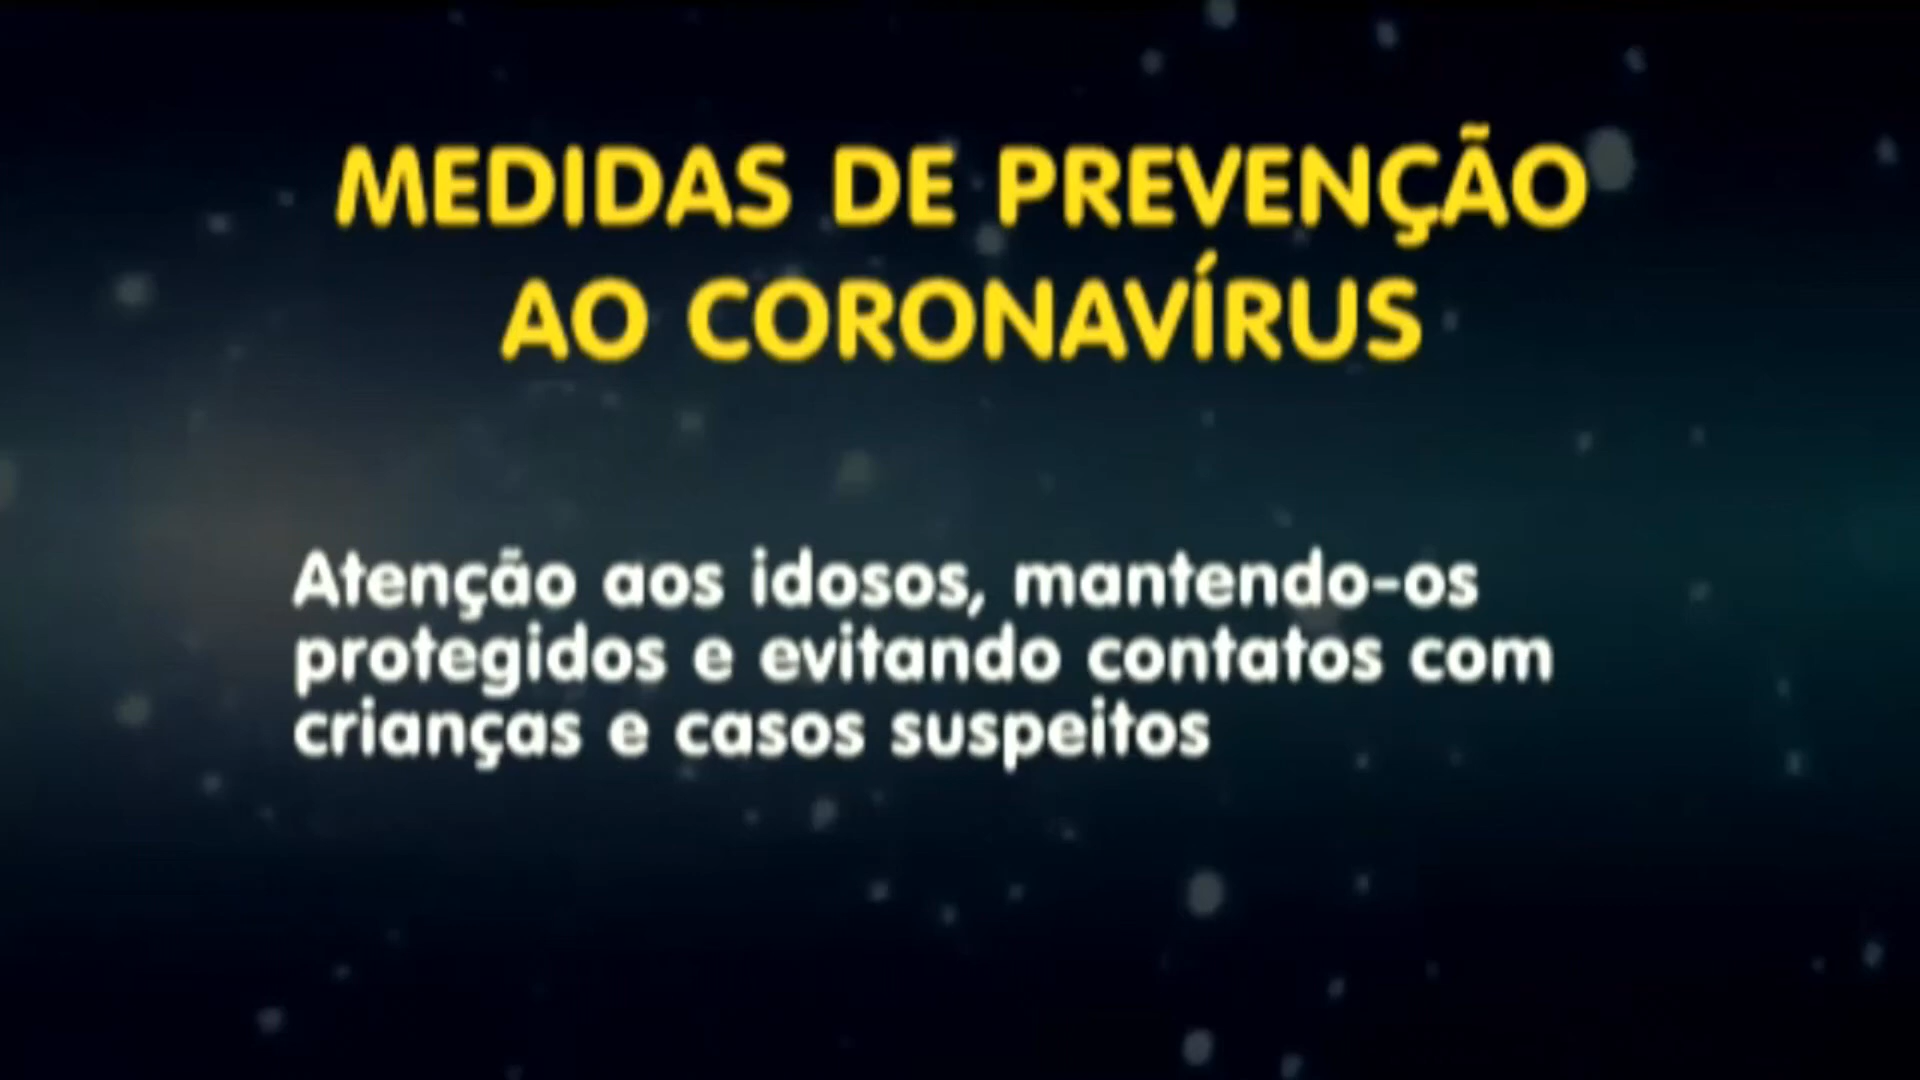 MEDIDAS DE PREVENÇÃO
AO CORONAVÍRUS
Atenção aos idosos, mantendo-os
protegidos e evitando contatos com
crianças e casos suspeitos